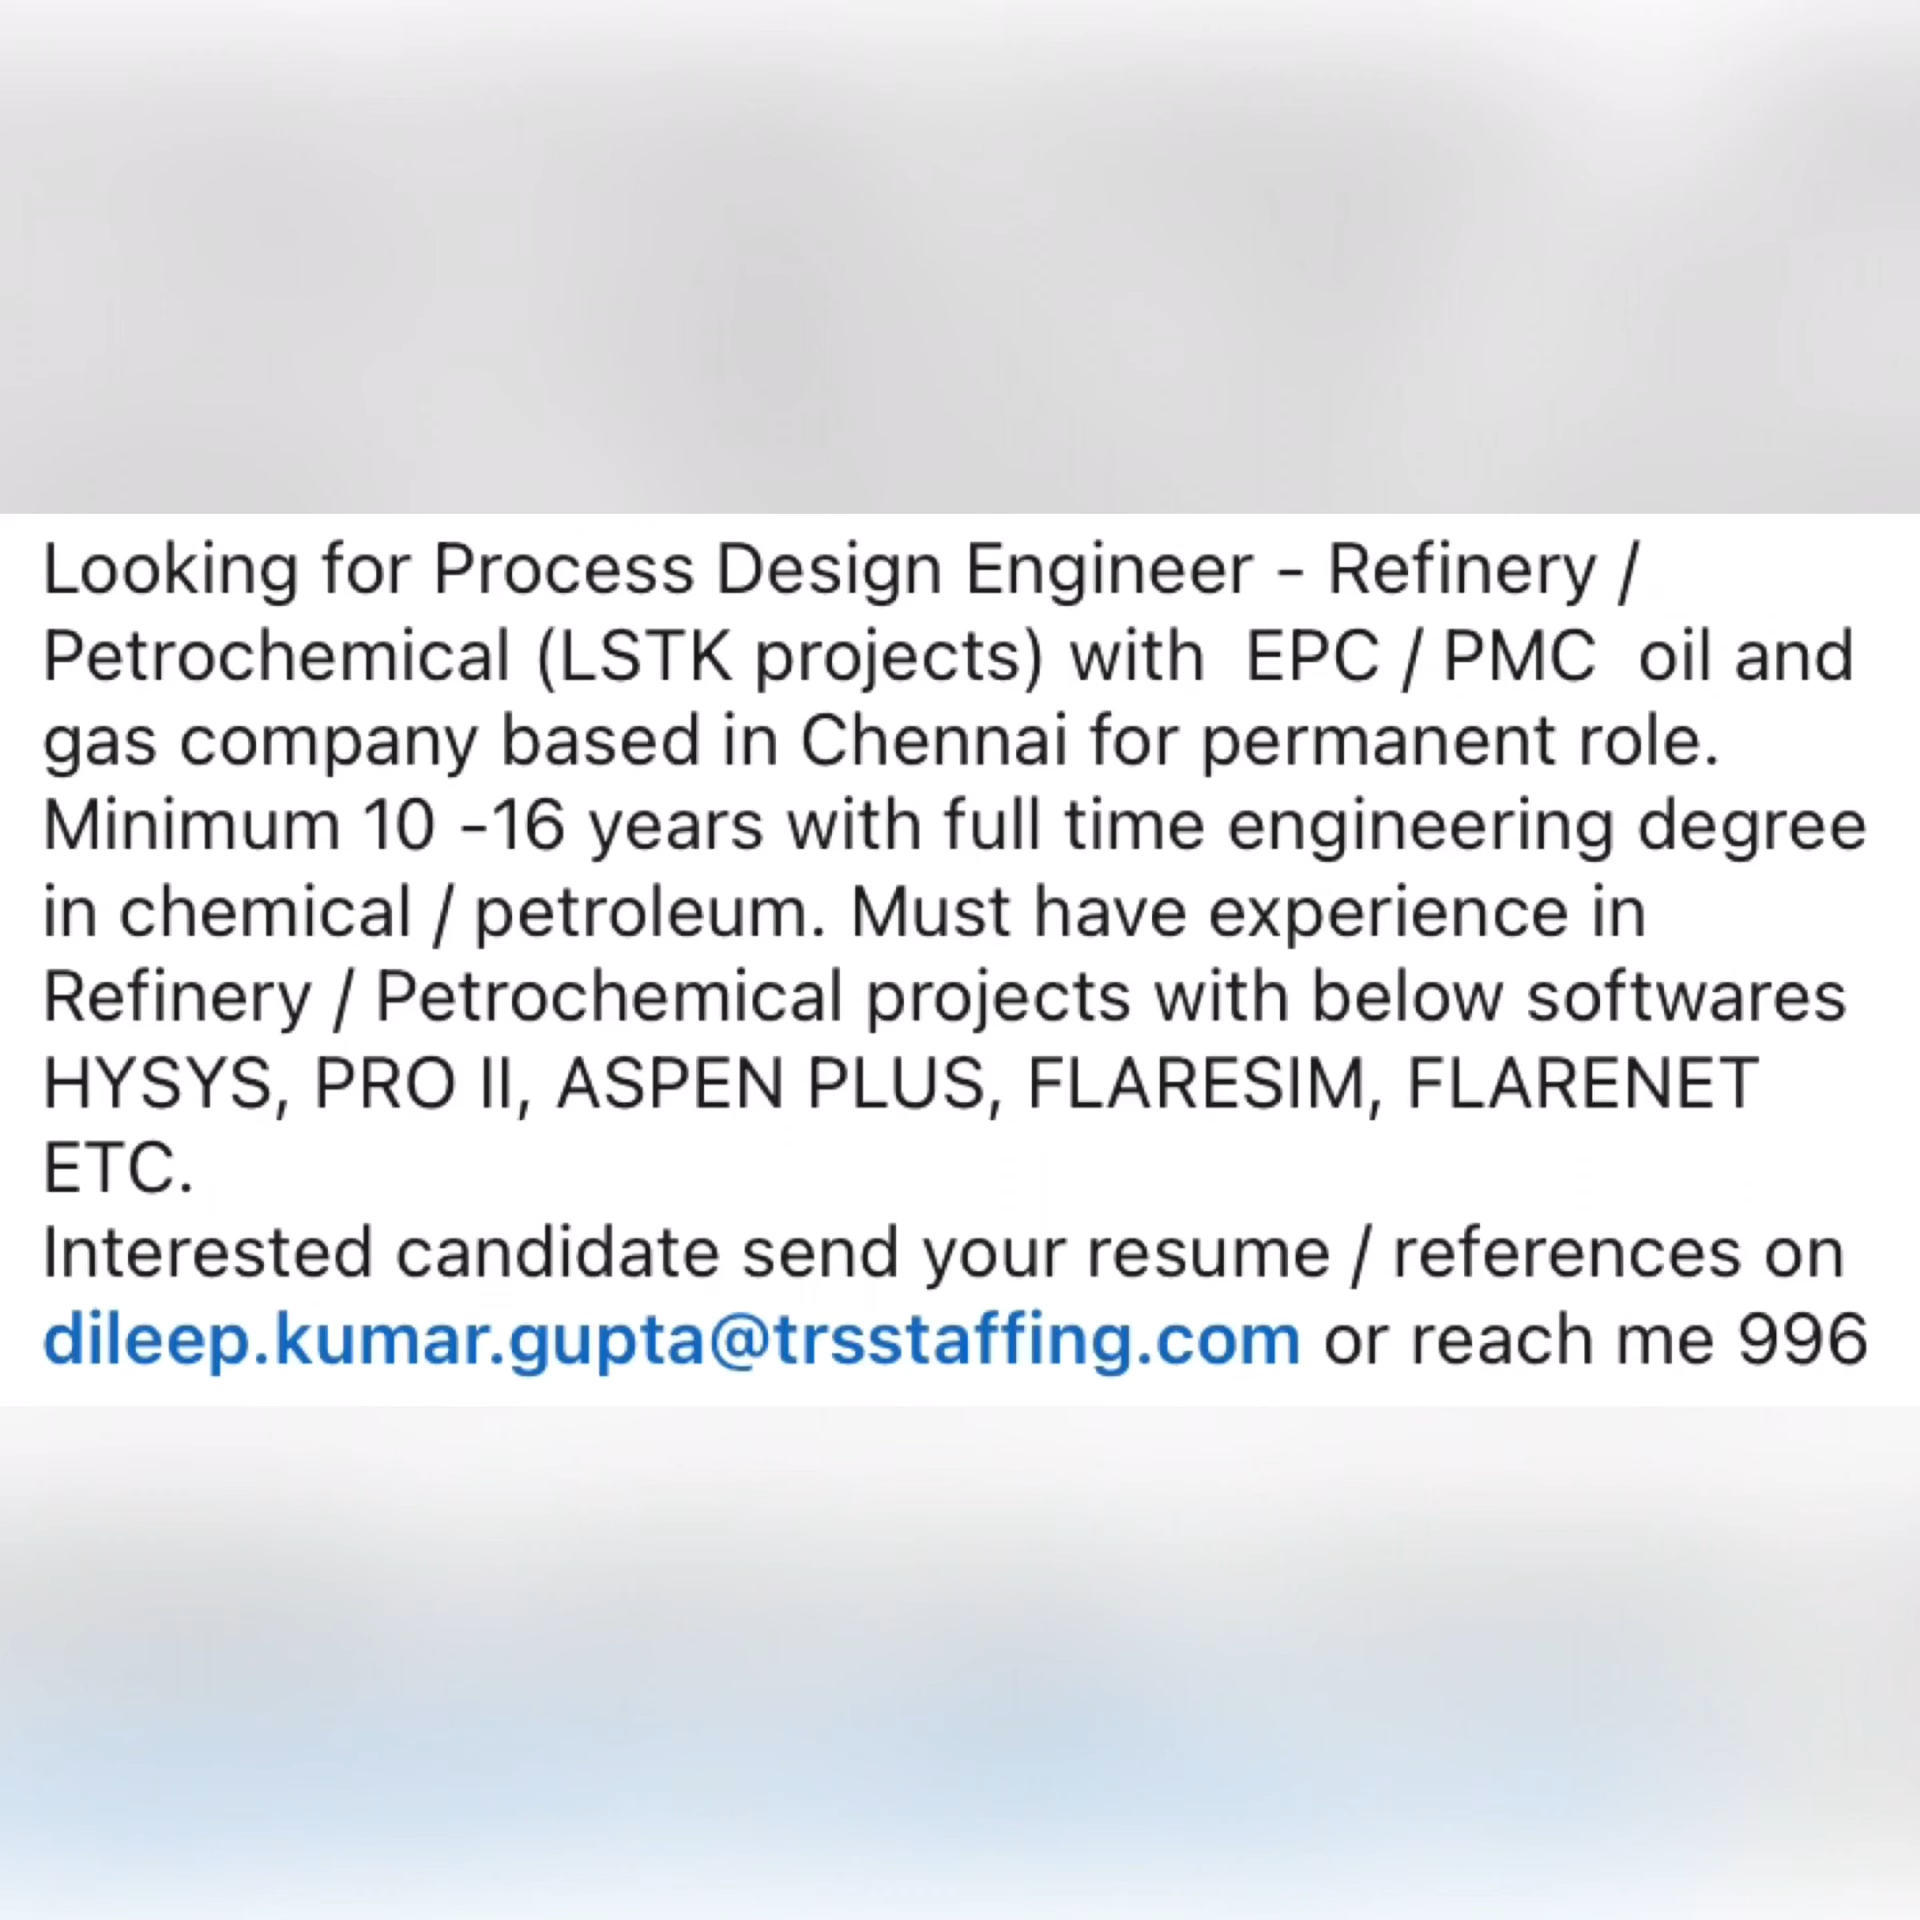 Looking for Process Design Engineer - Refinery /
Petrochemical (LSTK projects) with  EPC / PMC  oil and
gas company based in Chennai for permanent role.
Minimum 10 -16 years with full time engineering degree
in chemical / petroleum. Must have experience in
Refinery / Petrochemical projects with below softwares
HYSYS, PRO II, ASPEN PLUS, FLARESIM, FLARENET
ETC.
Interested candidate send your resume / references on
dileep.kumar.gupta@trsstaffing.com or reach me 996